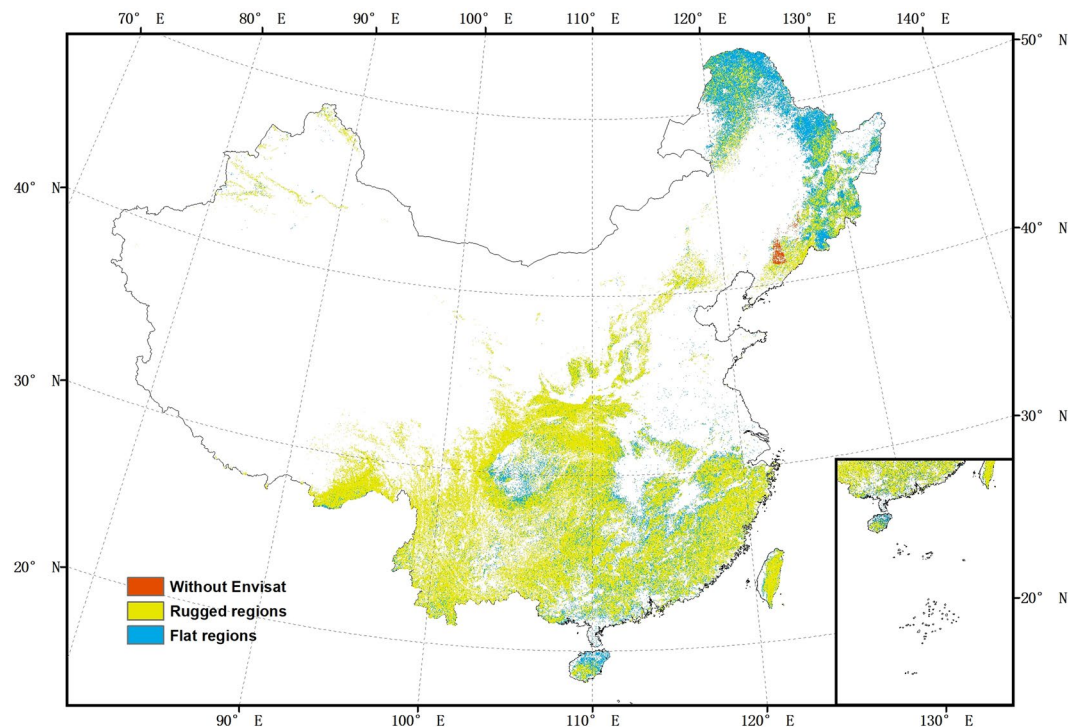 70° E 80° E 90° E 100° E 110° E 120° E 130° E 140° E
50° N
40° N
40° N
30° N
30° N
20° N
20° N
Without Envisat
Rugged regions
Flat regions
90° E 100° E 110° E 120° E 130° E